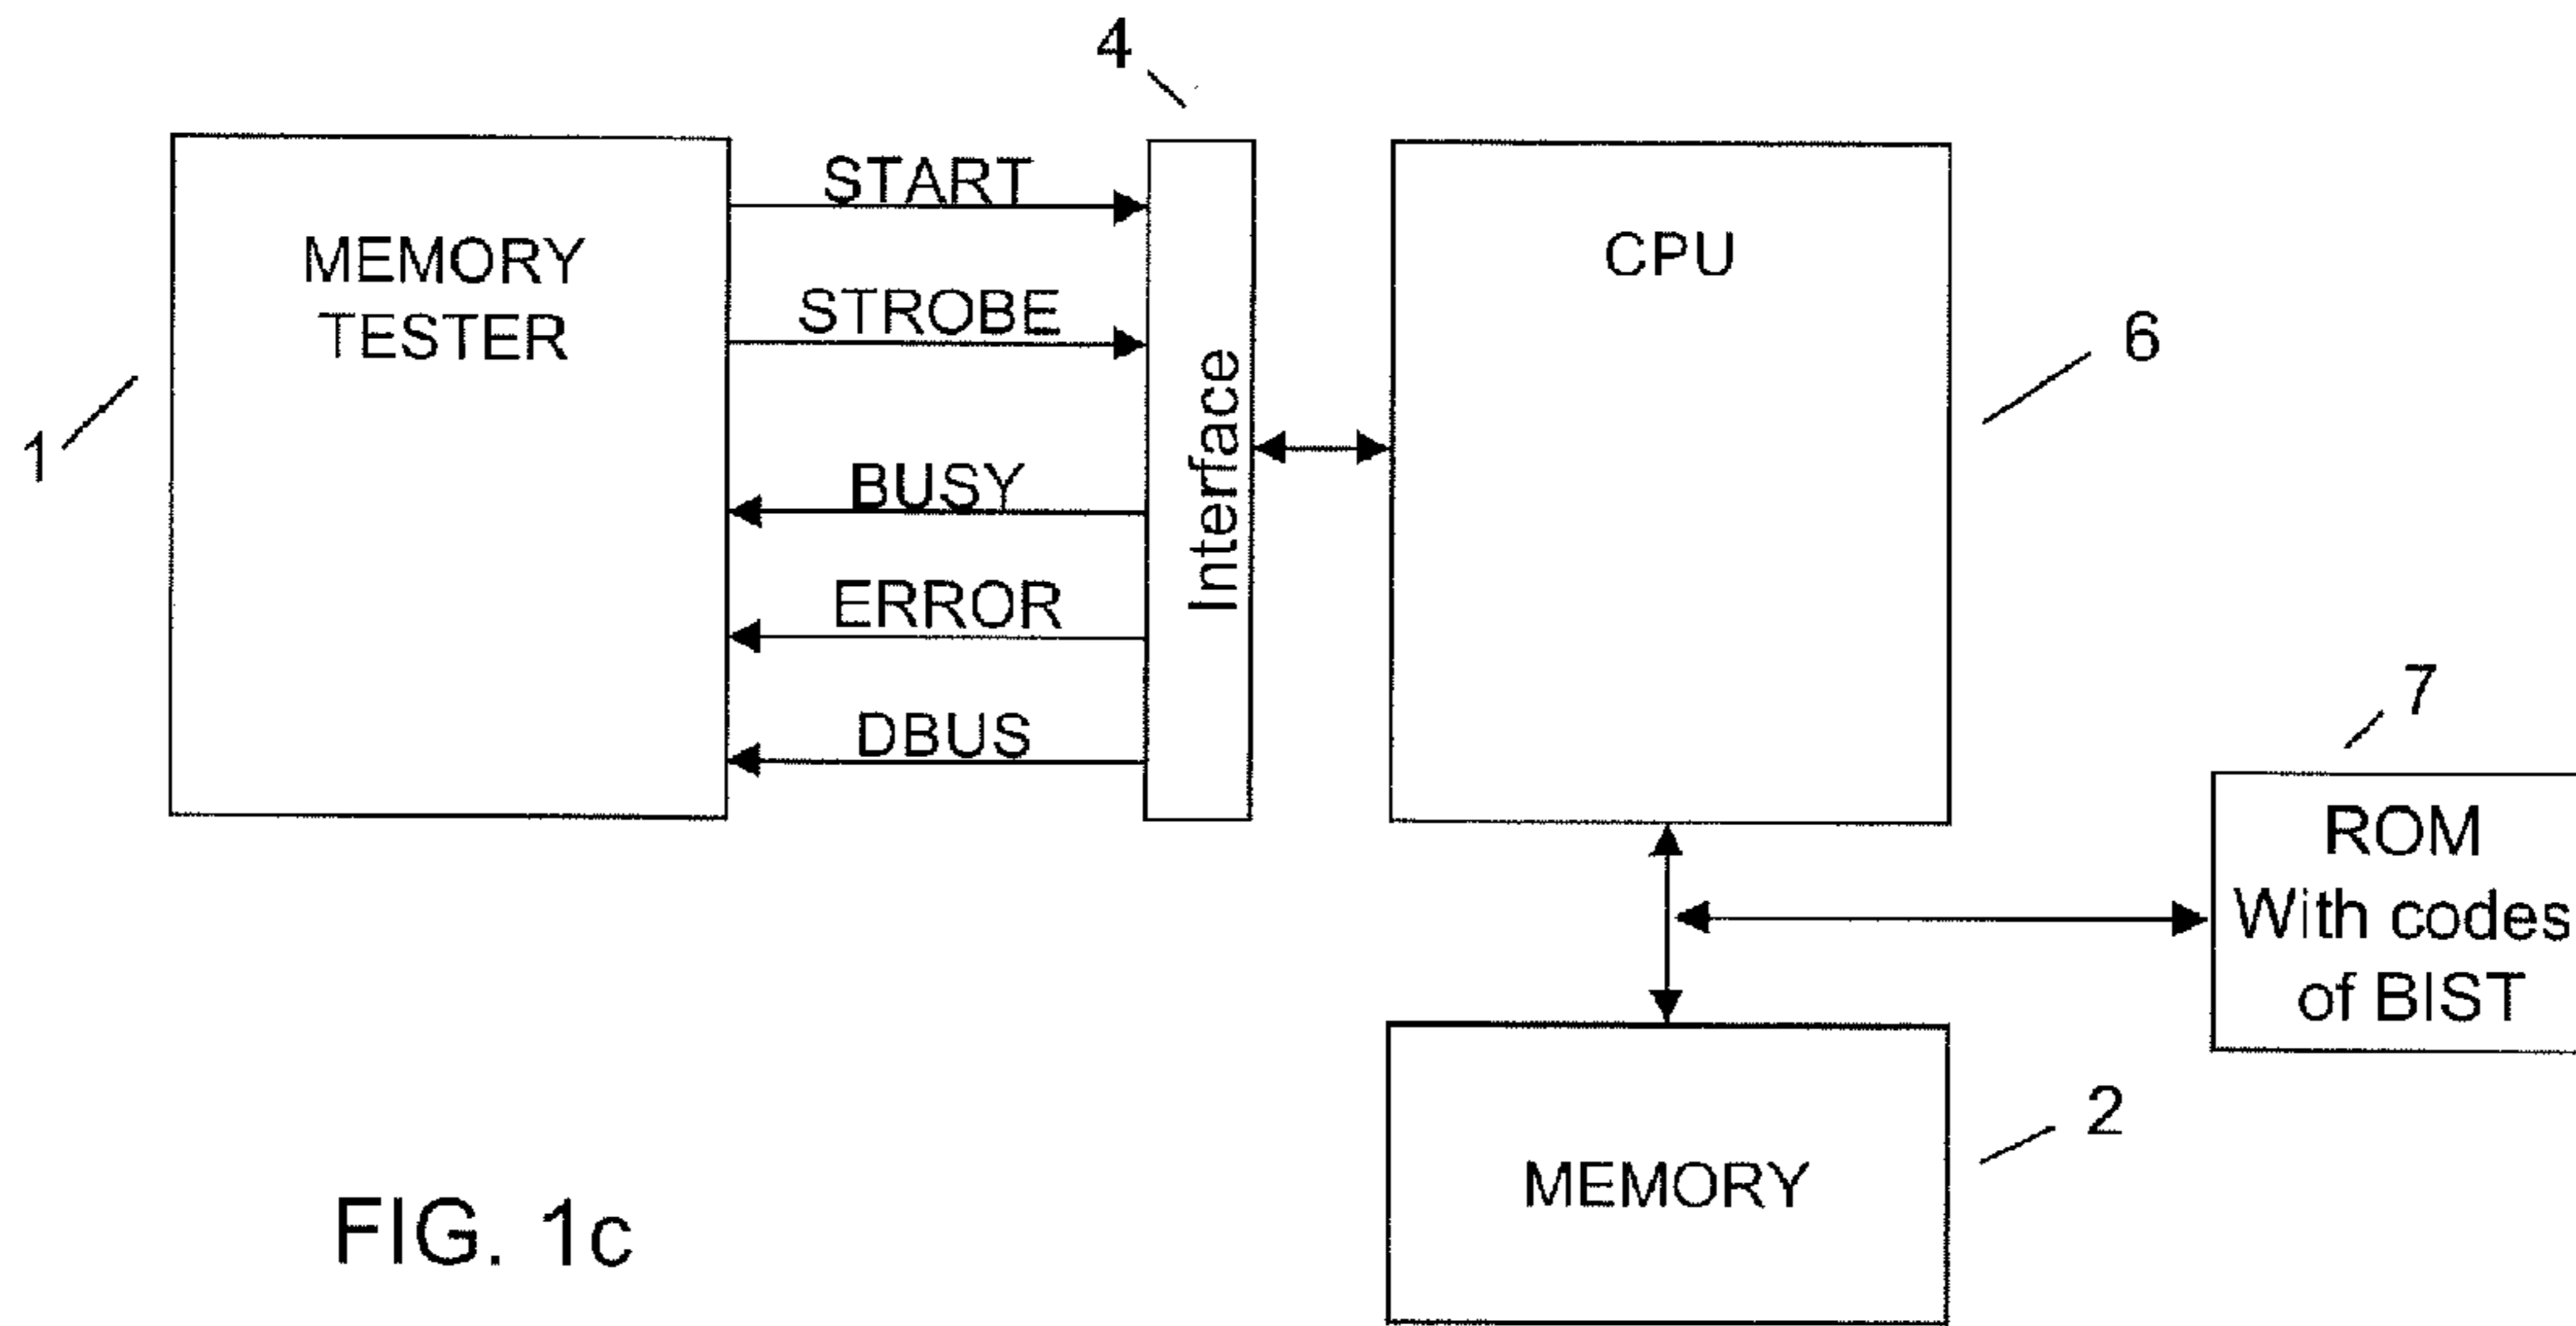 4
START
MEMORY
TESTER
STROBE
CPU
6
1
Interface
BUSY
ERROR
DBUS
7
ROM
With codes
of BIST
2
MEMORY
FIG. 1c